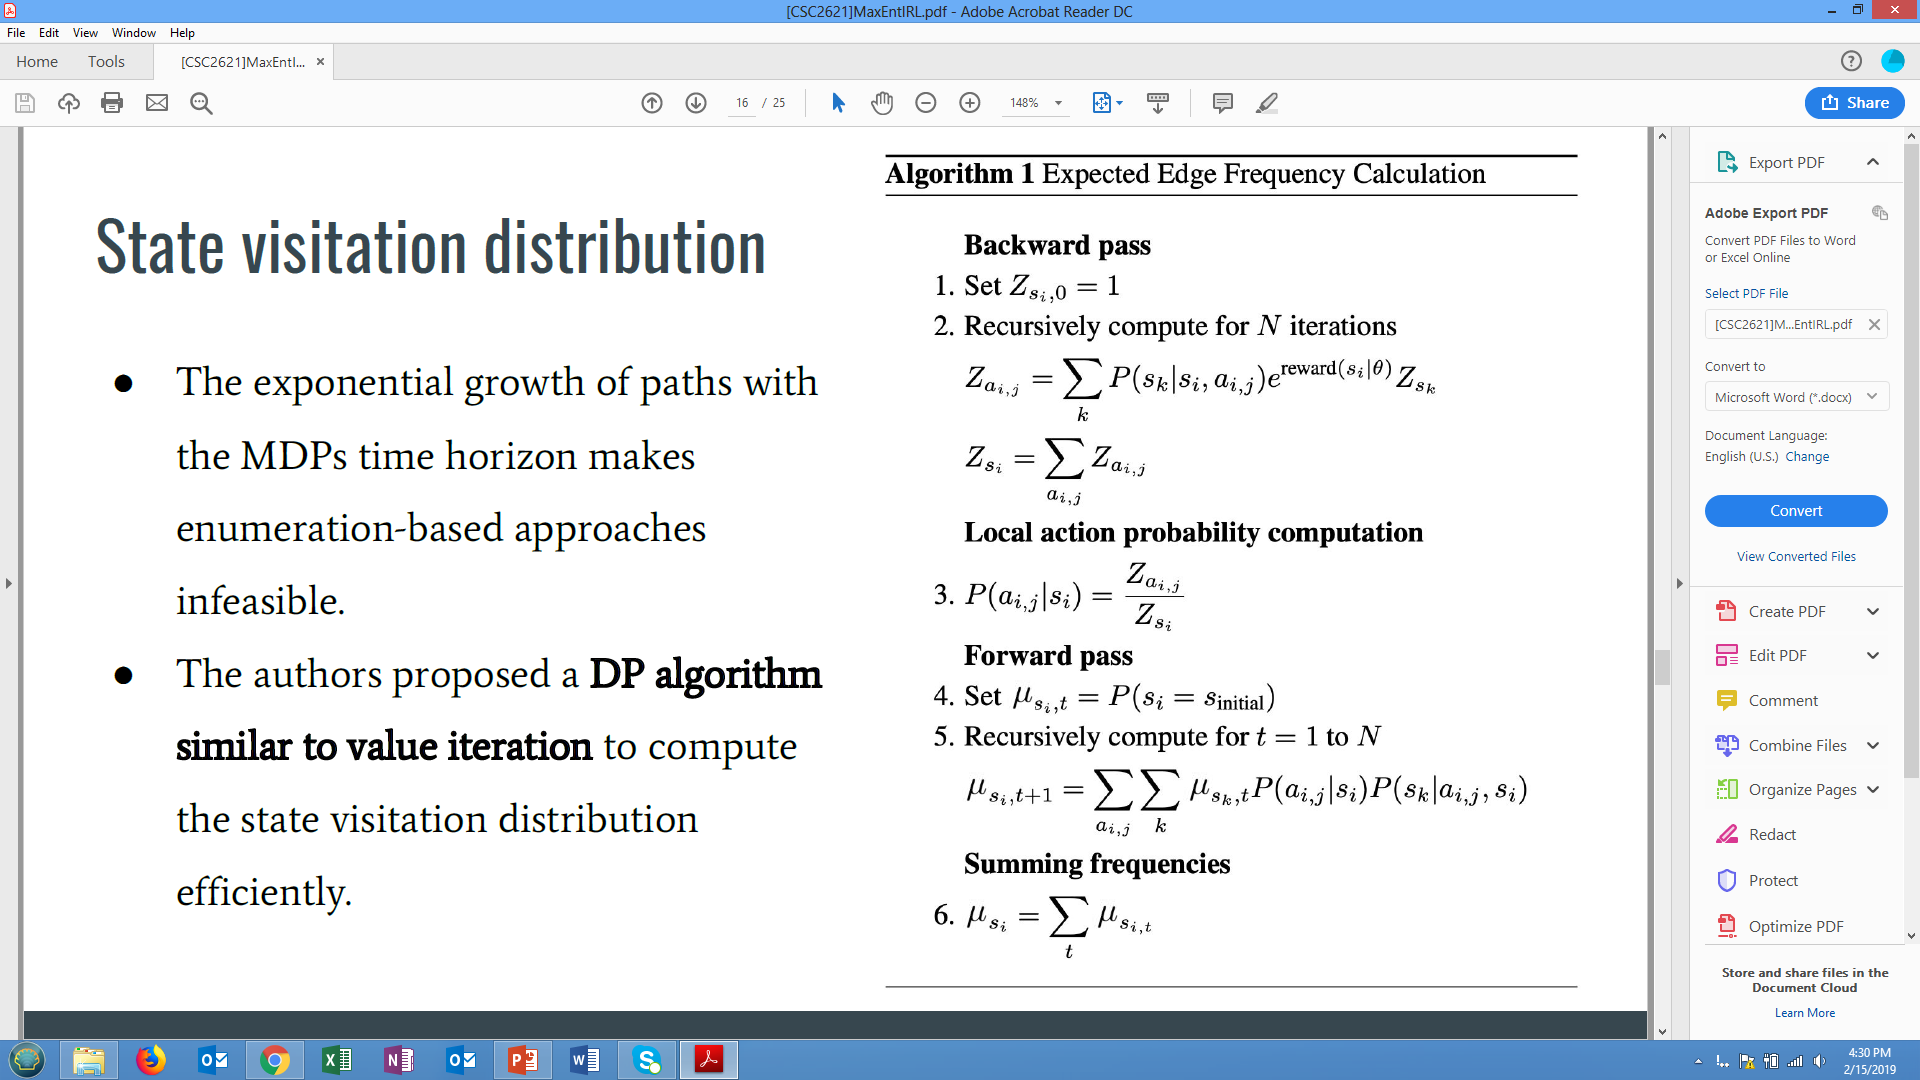 [CSC2621]MaxEntIRL.pdf - Adobe Acrobat Reader DC
File Edit View Window Help
Home Tools [CSC2621]MaxEntI... ×
16 / 25 148% Share
State visitation distribution
● The exponential growth of paths with
the MDPs time horizon makes
enumeration-based approaches
infeasible.
● The authors proposed a DP algorithm
similar to value iteration to compute
the state visitation distribution
efficiently.
Algorithm 1 Expected Edge Frequency Calculation
Backward pass
1. Set Z_{s_i,0} = 1
2. Recursively compute for N iterations
Z_{a_{i,j}} = ∑_k P(s_k|s_i, a_{i,j})e^{reward(s_i|θ)} Z_{s_k}
Z_{s_i} = ∑_{a_{i,j}} Z_{a_{i,j}}
Local action probability computation
3. P(a_{i,j}|s_i) = Z_{a_{i,j}} / Z_{s_i}
Forward pass
4. Set μ_{s_i,t} = P(s_i = s_{initial})
5. Recursively compute for t = 1 to N
μ_{s_i,t+1} = ∑_{a_{i,j}} ∑_k μ_{s_k,t}P(a_{i,j}|s_i)P(s_k|a_{i,j}, s_i)
Summing frequencies
6. μ_{s_i} = ∑_t μ_{s_{i,t}}
Export PDF
Adobe Export PDF
Convert PDF Files to Word
or Excel Online
Select PDF File
[CSC2621]M...EntIRL.pdf
Convert to
Microsoft Word (*.docx)
Document Language:
English (U.S.) Change
Convert
View Converted Files
Create PDF
Edit PDF
Comment
Combine Files
Organize Pages
Redact
Protect
Optimize PDF
Store and share files in the
Document Cloud
Learn More
4:30 PM
2/15/2019